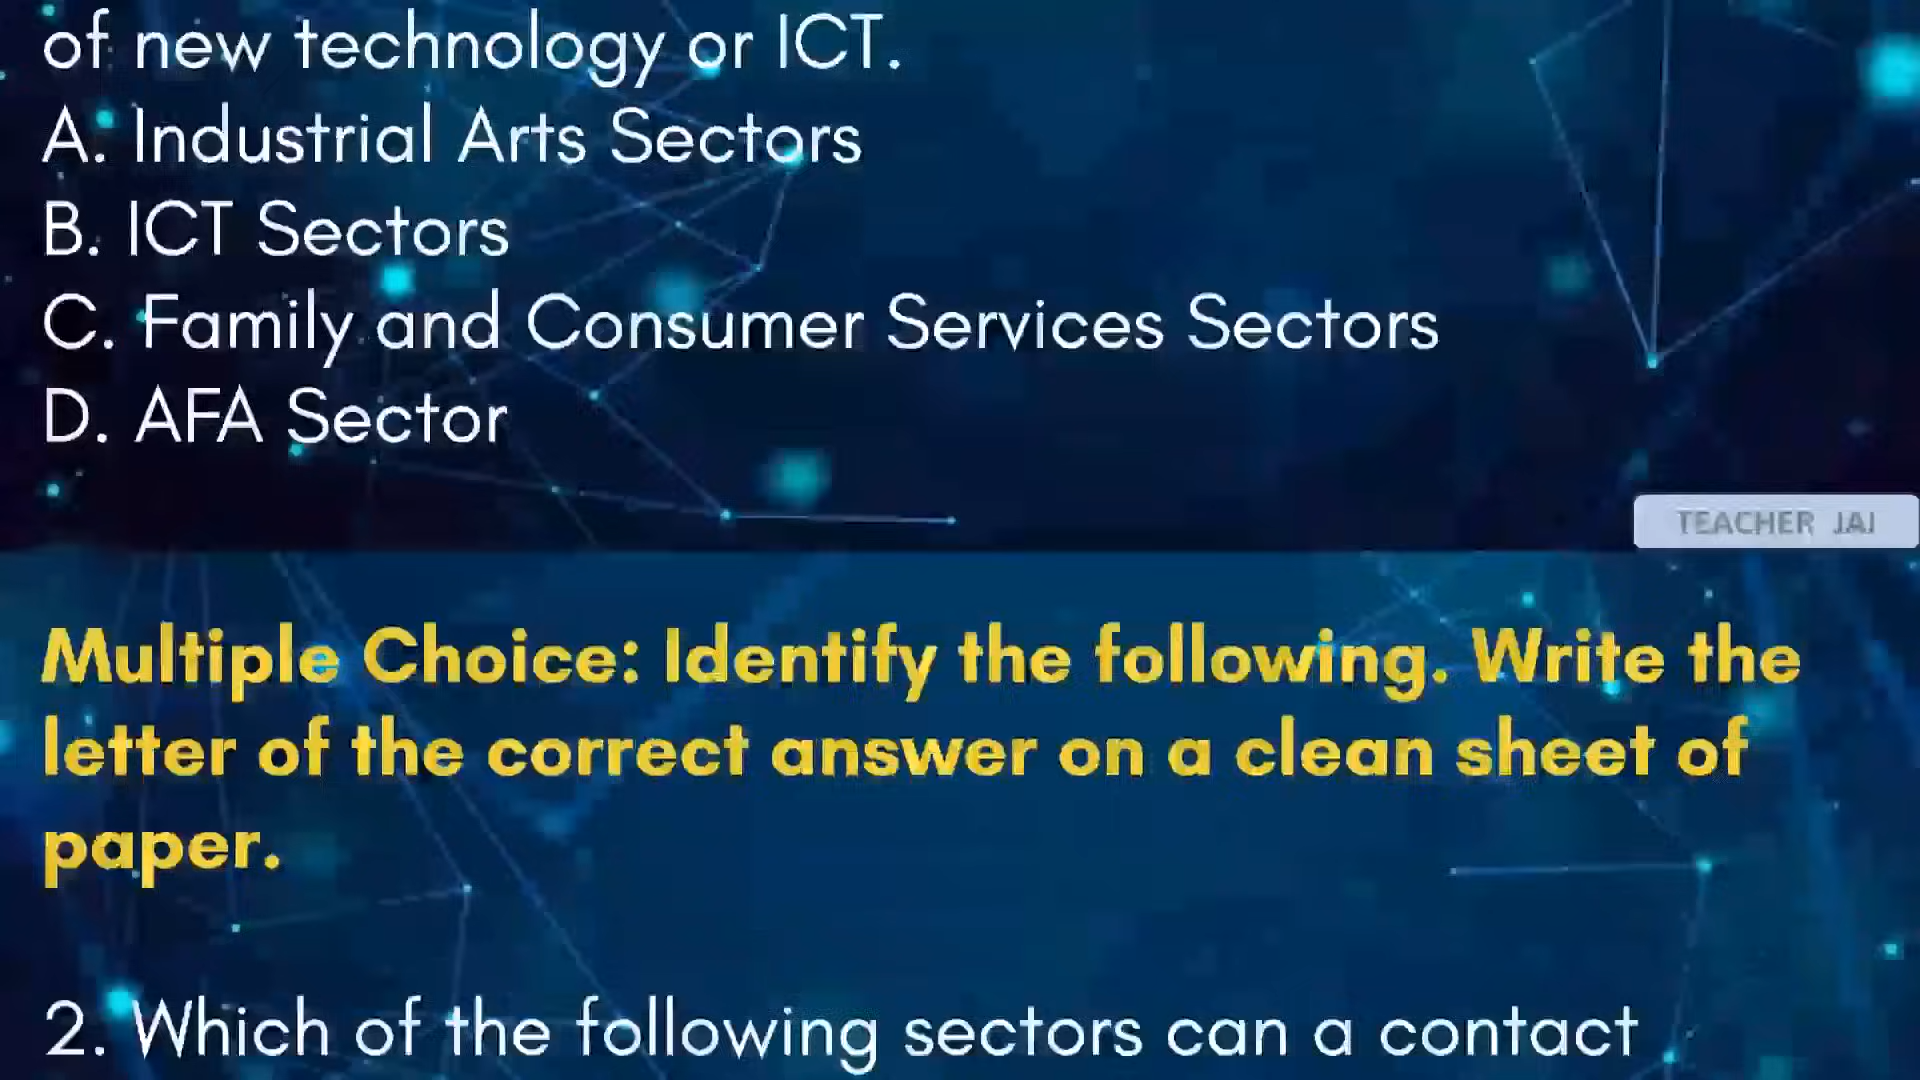 of new technology or ICT.
A. Industrial Arts Sectors
B. ICT Sectors
C. Family and Consumer Services Sectors
D. AFA Sector
TEACHER JAI
Multiple Choice: Identify the following. Write the
letter of the correct answer on a clean sheet of
paper.
2. Which of the following sectors can a contact